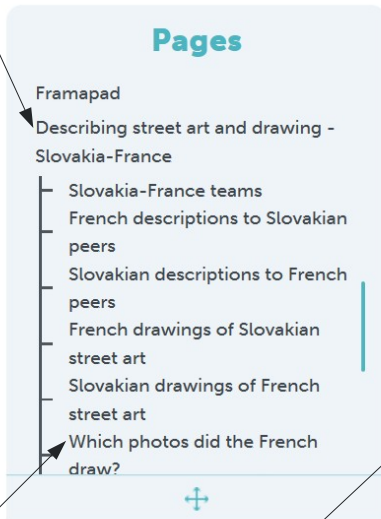 Pages
Framapad
Describing street art and drawing -
Slovakia-France
Slovakia-France teams
French descriptions to Slovakian
peers
Slovakian descriptions to French
peers
French drawings of Slovakian
street art
Slovakian drawings of French
street art
Which photos did the French
draw?